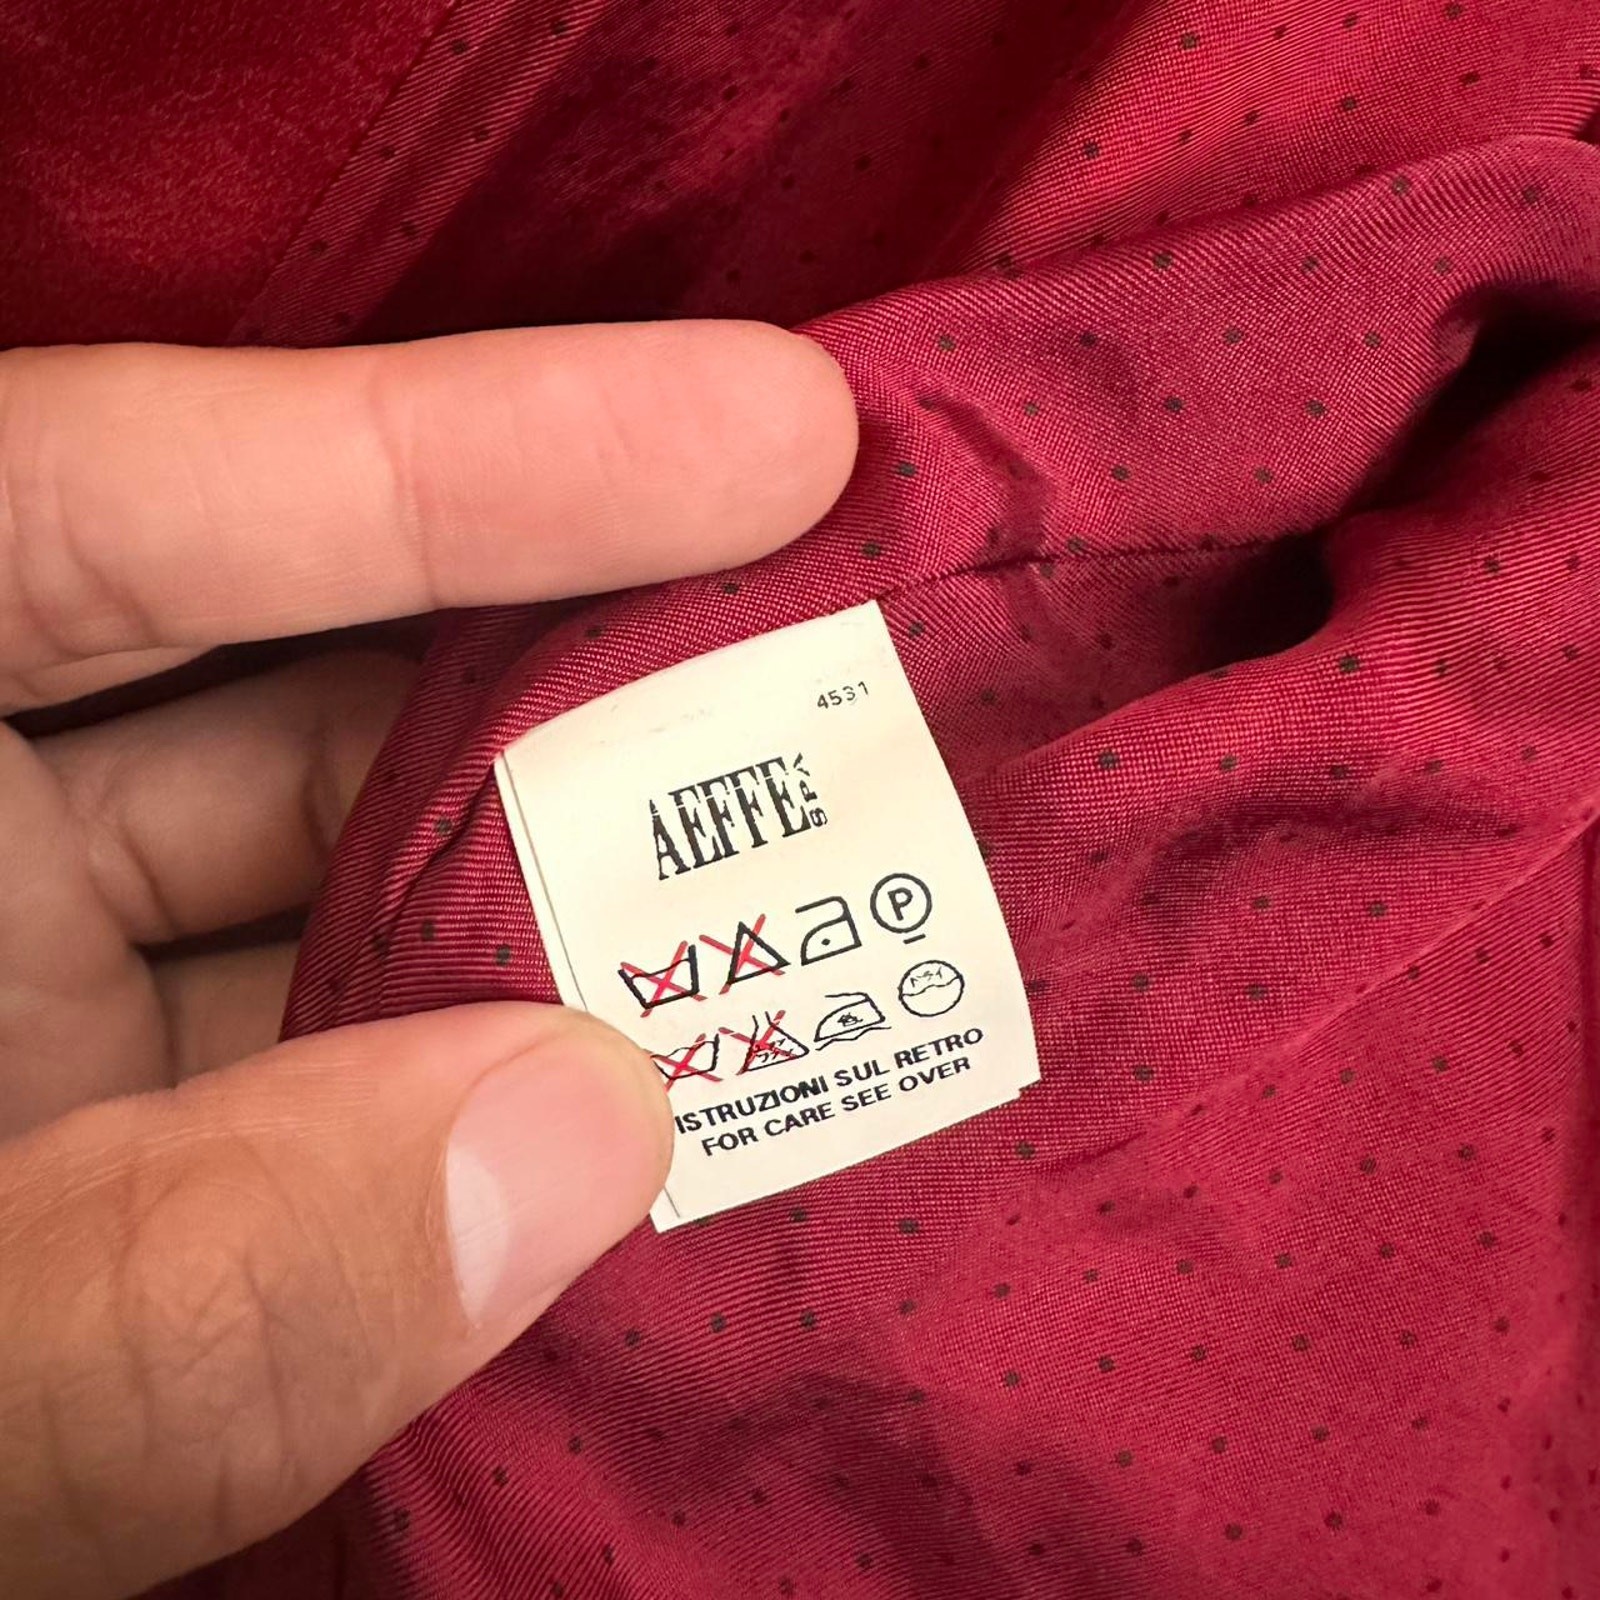 4531
AEFFE SPA
P
ISTRUZIONI SUL RETRO
FOR CARE SEE OVER